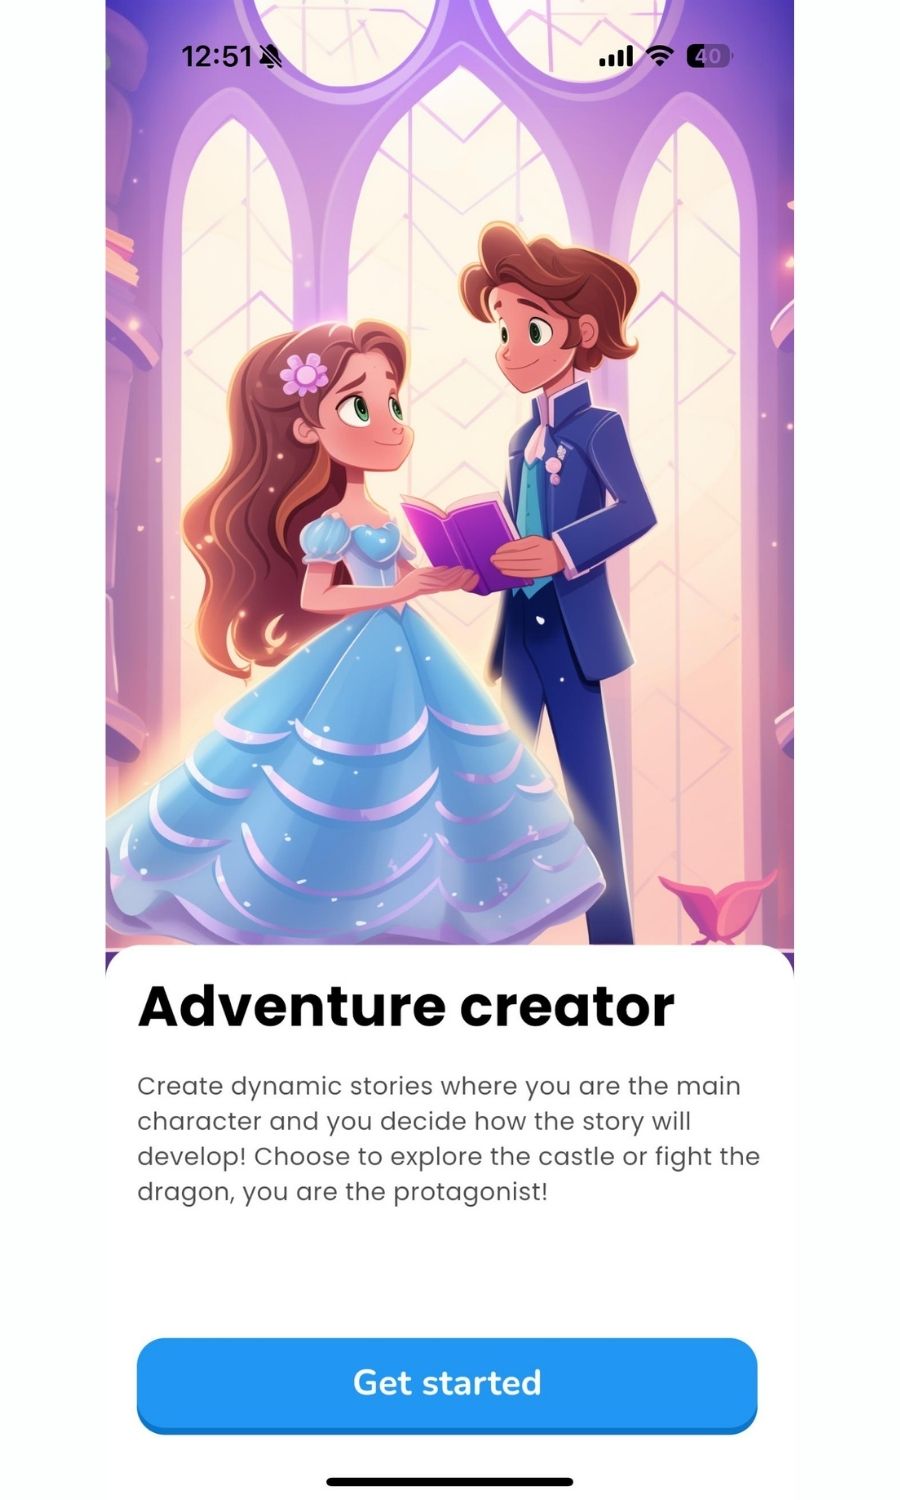 12:51
40
Adventure creator
Create dynamic stories where you are the main
character and you decide how the story will
develop! Choose to explore the castle or fight the
dragon, you are the protagonist!
Get started